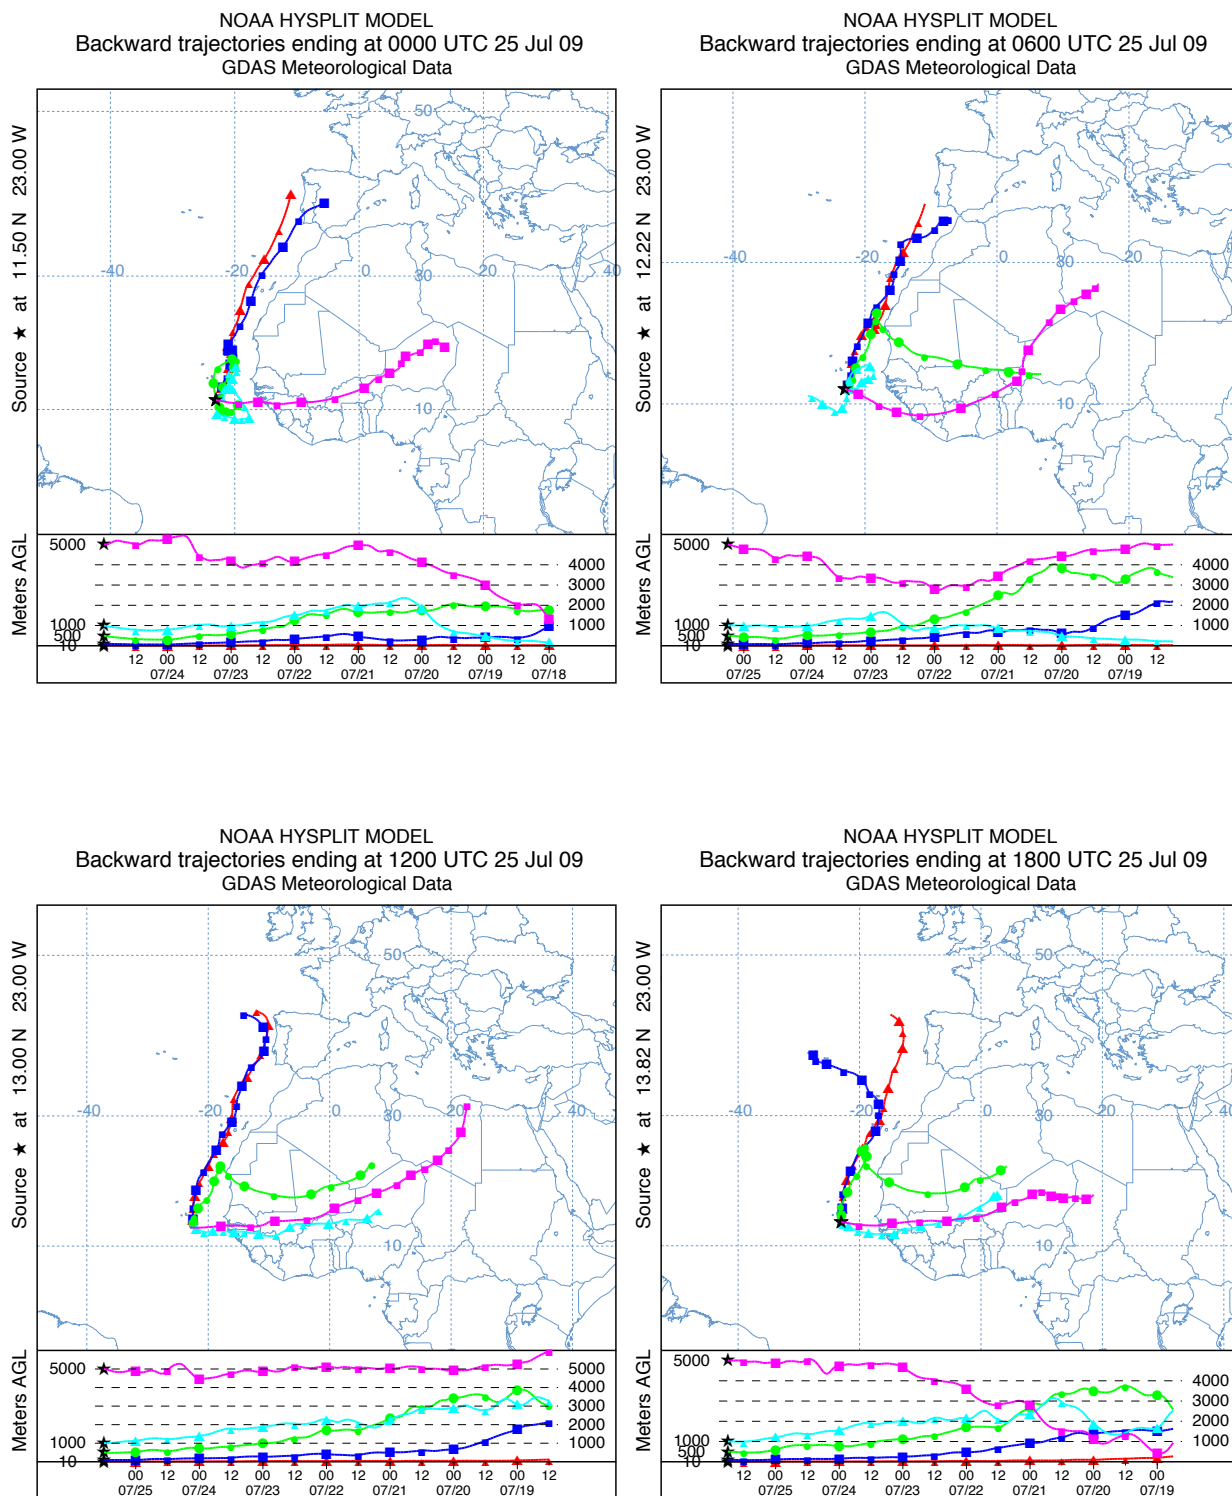 NOAA HYSPLIT MODEL
Backward trajectories ending at 0000 UTC 25 Jul 09
GDAS Meteorological Data
Source ★ at 11.50 N 23.00 W
50
-40 -20 0 20 40
30
10
Meters AGL
5000
1000
500
10
4000
3000
2000
1000
12 00 12 00 12 00 12 00 12 00 12 00 12 00
07/24 07/23 07/22 07/21 07/20 07/19 07/18
NOAA HYSPLIT MODEL
Backward trajectories ending at 0600 UTC 25 Jul 09
GDAS Meteorological Data
Source ★ at 12.22 N 23.00 W
50
-40 -20 0 20
30
10
Meters AGL
5000
1000
500
10
4000
3000
2000
1000
00 12 00 12 00 12 00 12 00 12 00 12 00 12
07/25 07/24 07/23 07/22 07/21 07/20 07/19
NOAA HYSPLIT MODEL
Backward trajectories ending at 1200 UTC 25 Jul 09
GDAS Meteorological Data
Source ★ at 13.00 N 23.00 W
50
-40 -20 0 20 40
30
10
Meters AGL
5000
1000
10
5000
4000
3000
2000
1000
00 12 00 12 00 12 00 12 00 12 00 12 00 12
07/25 07/24 07/23 07/22 07/21 07/20 07/19
NOAA HYSPLIT MODEL
Backward trajectories ending at 1800 UTC 25 Jul 09
GDAS Meteorological Data
Source ★ at 13.82 N 23.00 W
50
-40 -20 0 20
30
10
Meters AGL
5000
1000
500
10
4000
3000
2000
1000
12 00 12 00 12 00 12 00 12 00 12 00 12 00
07/25 07/24 07/23 07/22 07/21 07/20 07/19